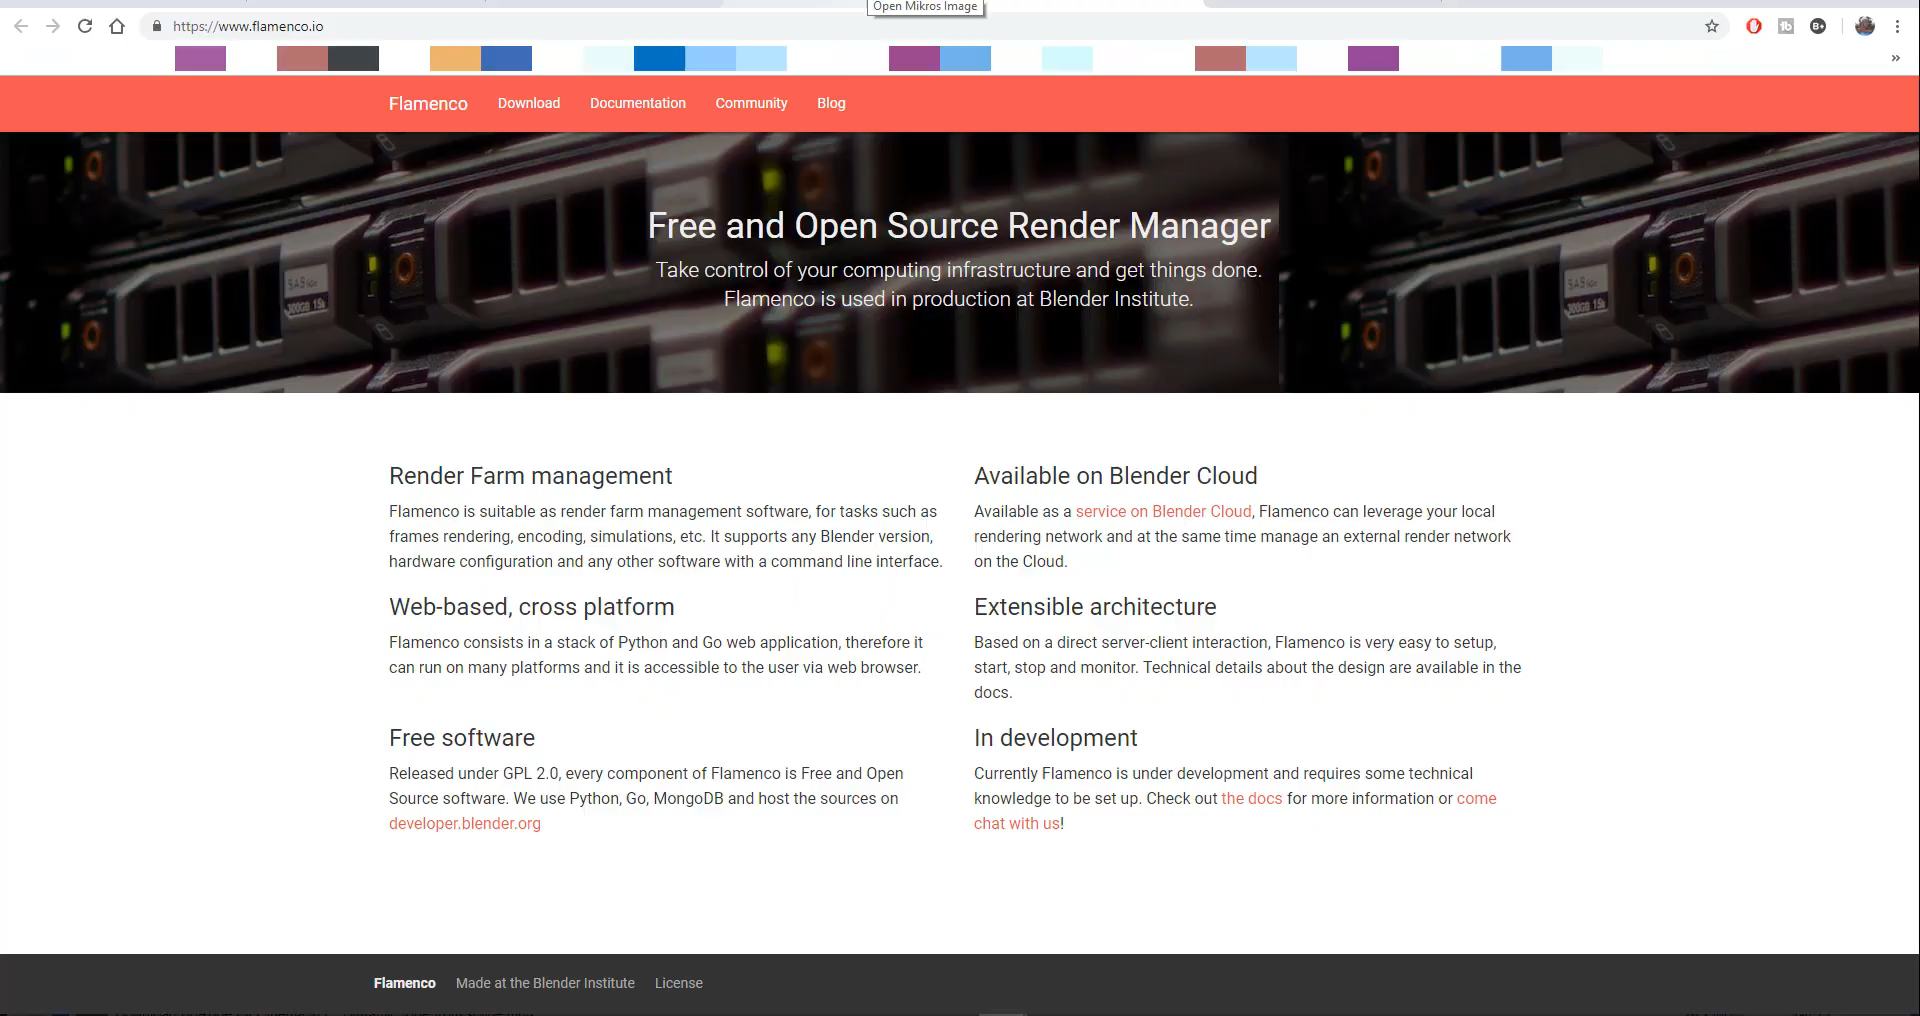 Open Mikros Image
https://www.flamenco.io
Flamenco Download Documentation Community Blog
Free and Open Source Render Manager
Take control of your computing infrastructure and get things done.
Flamenco is used in production at Blender Institute.
Render Farm management
Flamenco is suitable as render farm management software, for tasks such as
frames rendering, encoding, simulations, etc. It supports any Blender version,
hardware configuration and any other software with a command line interface.
Available on Blender Cloud
Available as a service on Blender Cloud, Flamenco can leverage your local
rendering network and at the same time manage an external render network
on the Cloud.
Web-based, cross platform
Flamenco consists in a stack of Python and Go web application, therefore it
can run on many platforms and it is accessible to the user via web browser.
Extensible architecture
Based on a direct server-client interaction, Flamenco is very easy to setup,
start, stop and monitor. Technical details about the design are available in the
docs.
Free software
Released under GPL 2.0, every component of Flamenco is Free and Open
Source software. We use Python, Go, MongoDB and host the sources on
developer.blender.org
In development
Currently Flamenco is under development and requires some technical
knowledge to be set up. Check out the docs for more information or come
chat with us!
Flamenco Made at the Blender Institute License